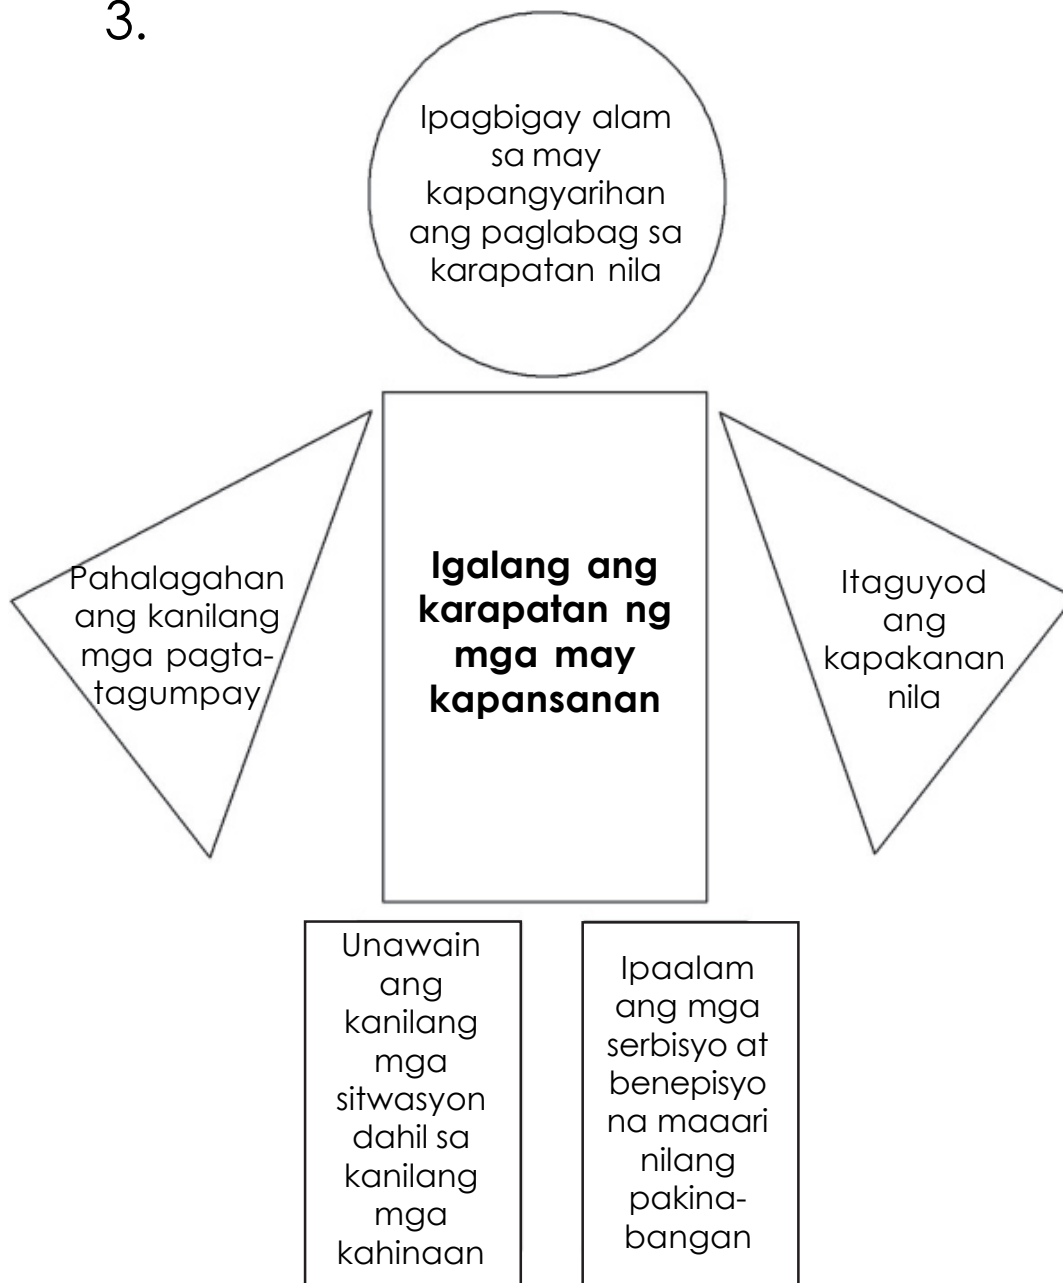 3.
Ipagbigay alam
sa may
kapangyarihan
ang paglabag sa
karapatan nila
Pahalagahan
ang kanilang
mga pagta-
tagumpay
Igalang ang
karapatan ng
mga may
kapansanan
Itaguyod
ang
kapakanan
nila
Unawain
ang
kanilang
mga
sitwasyon
dahil sa
kanilang
mga
kahinaan
Ipaalam
ang mga
serbisyo at
benepisyo
na maaari
nilang
pakina-
bangan